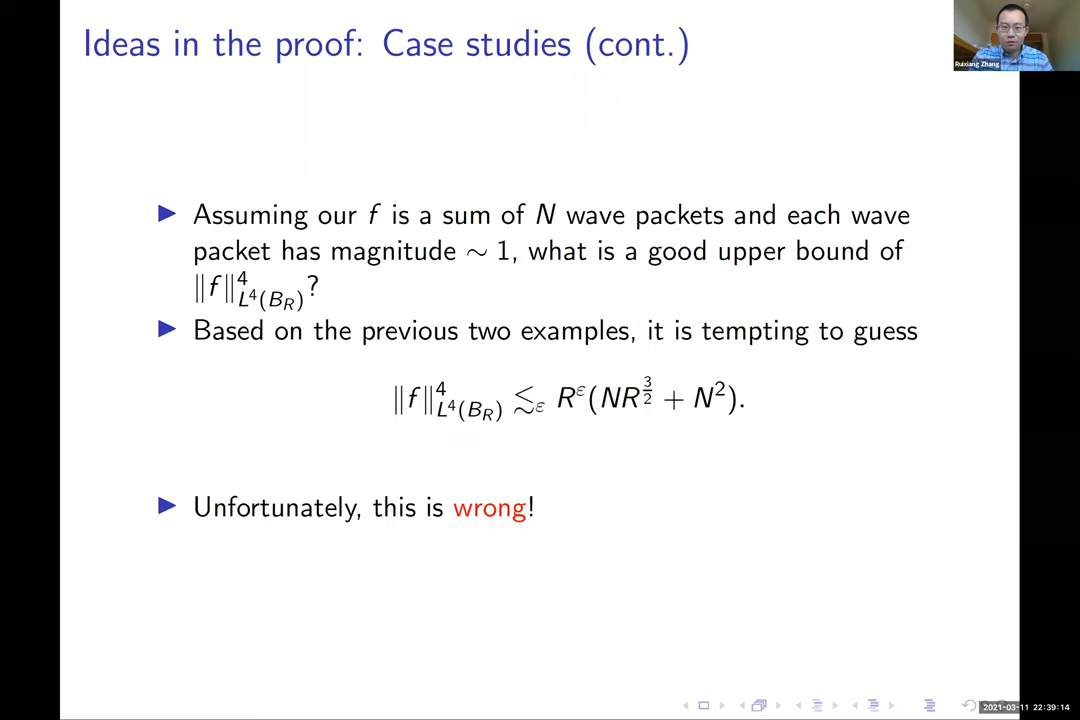 Ideas in the proof: Case studies (cont.)
Ruixiang Zhang
▶ Assuming our f is a sum of N wave packets and each wave
packet has magnitude ∼ 1, what is a good upper bound of
‖f‖⁴_{L⁴(B_R)}?
▶ Based on the previous two examples, it is tempting to guess
‖f‖⁴_{L⁴(B_R)} ≲_ε R^ε(NR^{3/2} + N²).
▶ Unfortunately, this is wrong!
2021-03-11 22:39:14